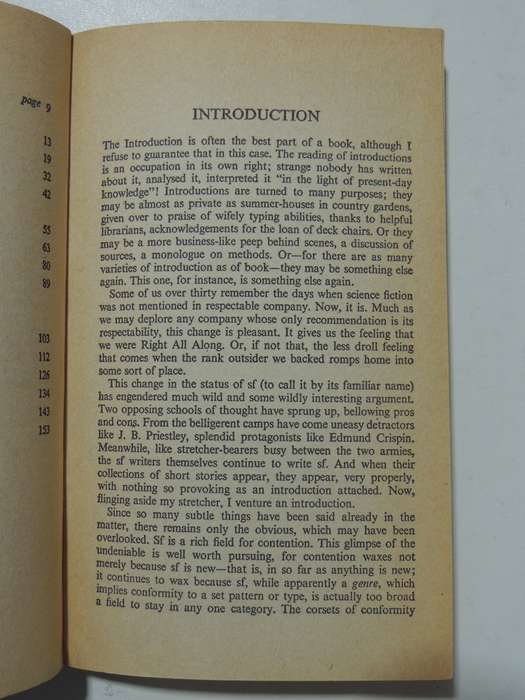 page 9
13
19
32
42
55
63
80
89
103
112
126
134
143
153
INTRODUCTION
The Introduction is often the best part of a book, although I
refuse to guarantee that in this case. The reading of introductions
is an occupation in its own right; strange nobody has written
about it, analysed it, interpreted it “in the light of present-day
knowledge”! Introductions are turned to many purposes; they
may be almost as private as summer-houses in country gardens,
given over to praise of wifely typing abilities, thanks to helpful
librarians, acknowledgements for the loan of deck chairs. Or they
may be a more business-like peep behind scenes, a discussion of
sources, a monologue on methods. Or—for there are as many
varieties of introduction as of book—they may be something else
again. This one, for instance, is something else again.
Some of us over thirty remember the days when science fiction
was not mentioned in respectable company. Now, it is. Much as
we may deplore any company whose only recommendation is its
respectability, this change is pleasant. It gives us the feeling that
we were Right All Along. Or, if not that, the less droll feeling
that comes when the rank outsider we backed romps home into
some sort of place.
This change in the status of sf (to call it by its familiar name)
has engendered much wild and some wildly interesting argument.
Two opposing schools of thought have sprung up, bellowing pros
and cons. From the belligerent camps have come uneasy detractors
like J. B. Priestley, splendid protagonists like Edmund Crispin.
Meanwhile, like stretcher-bearers busy between the two armies,
the sf writers themselves continue to write sf. And when their
collections of short stories appear, they appear, very properly,
with nothing so provoking as an introduction attached. Now,
flinging aside my stretcher, I venture an introduction.
Since so many subtle things have been said already in the
matter, there remains only the obvious, which may have been
overlooked. Sf is a rich field for contention. This glimpse of the
undeniable is well worth pursuing, for contention waxes not
merely because sf is new—that is, in so far as anything is new;
it continues to wax because sf, while apparently a genre, which
implies conformity to a set pattern or type, is actually too broad
a field to stay in any one category. The corsets of conformity